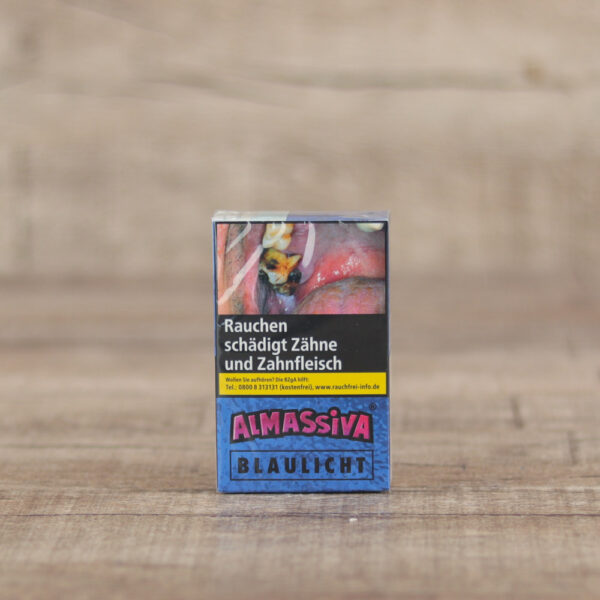 Rauchen
schädigt Zähne
und Zahnfleisch
Wollen Sie aufhören? Die BZgA hilft:
Tel.: 0800 8 313131 (kostenfrei), www.rauchfrei-info.de
ALMASSiVA®
BLAULICHT